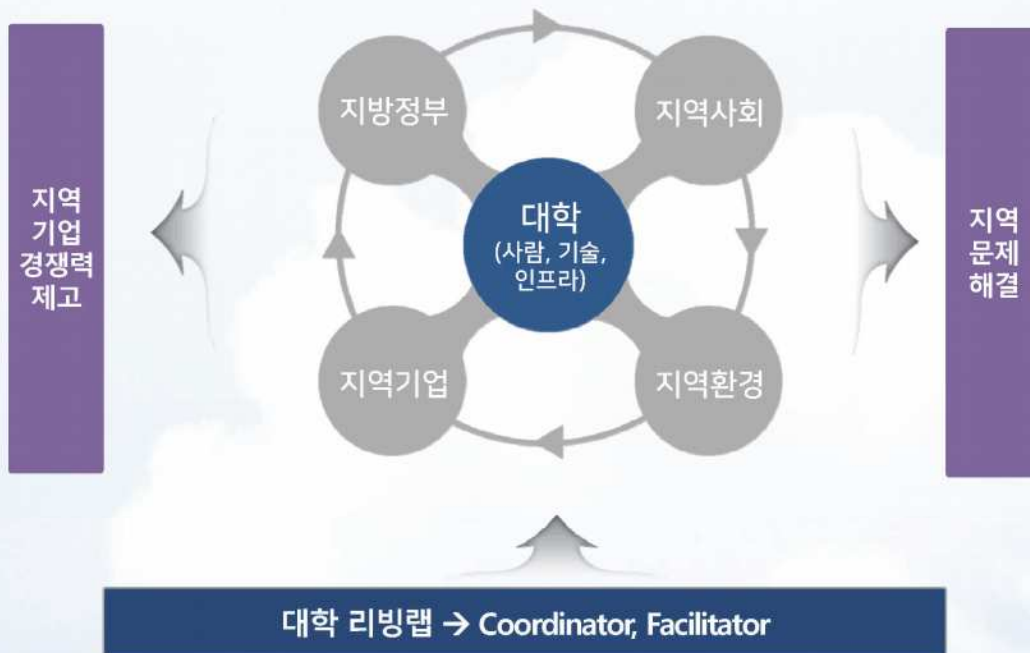 지방정부
지역사회
지역
기업
경쟁력
제고
대학
(사람, 기술,
인프라)
지역
문제
해결
지역기업
지역환경
대학 리빙랩 → Coordinator, Facilitator